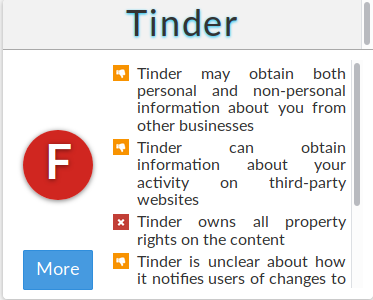 Tinder
F
More
Tinder may obtain both
personal and non-personal
information about you from
other businesses
Tinder can obtain
information about your
activity on third-party
websites
Tinder owns all property
rights on the content
Tinder is unclear about how
it notifies users of changes to